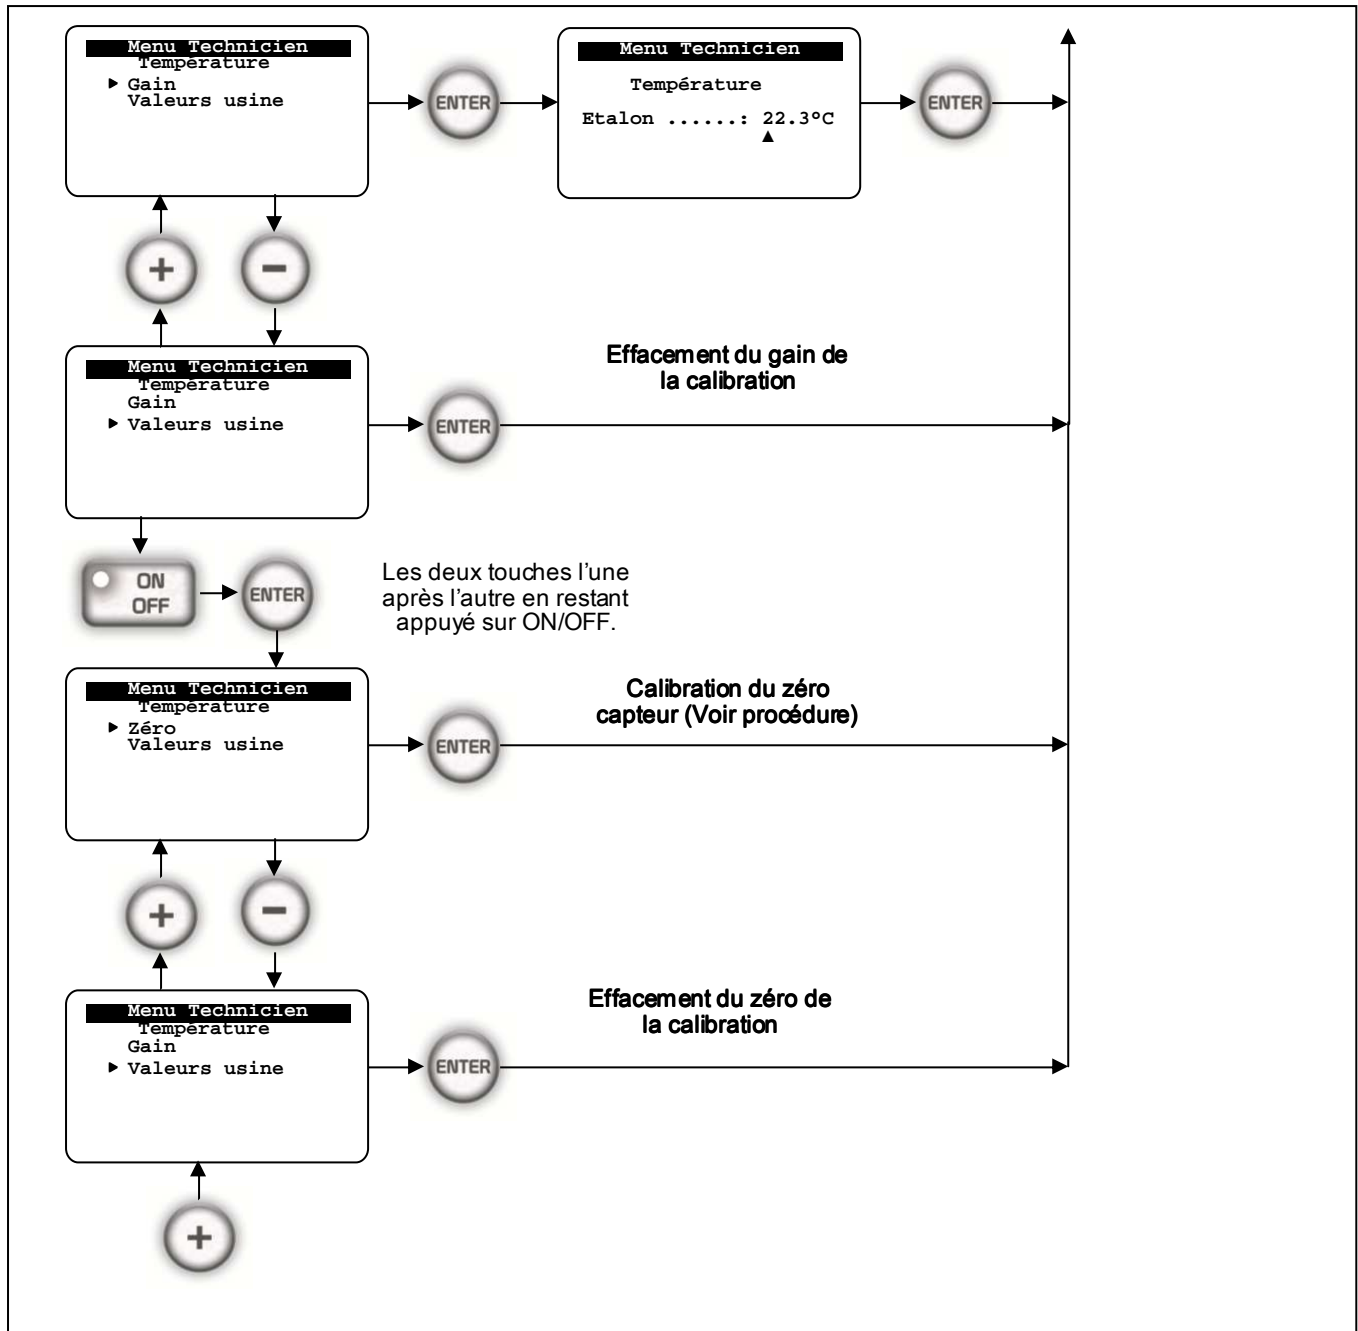 Menu Technicien
Température
▶ Gain
Valeurs usine
ENTER
Menu Technicien
Température
Etalon ......: 22.3°C
▲
ENTER
+
-
Menu Technicien
Température
Gain
▶ Valeurs usine
ENTER
Effacement du gain de
la calibration
ON
OFF
ENTER
Les deux touches l’une
après l’autre en restant
appuyé sur ON/OFF.
Menu Technicien
Température
▶ Zéro
Valeurs usine
ENTER
Calibration du zéro
capteur (Voir procédure)
+
-
Menu Technicien
Température
Gain
▶ Valeurs usine
ENTER
Effacement du zéro de
la calibration
+